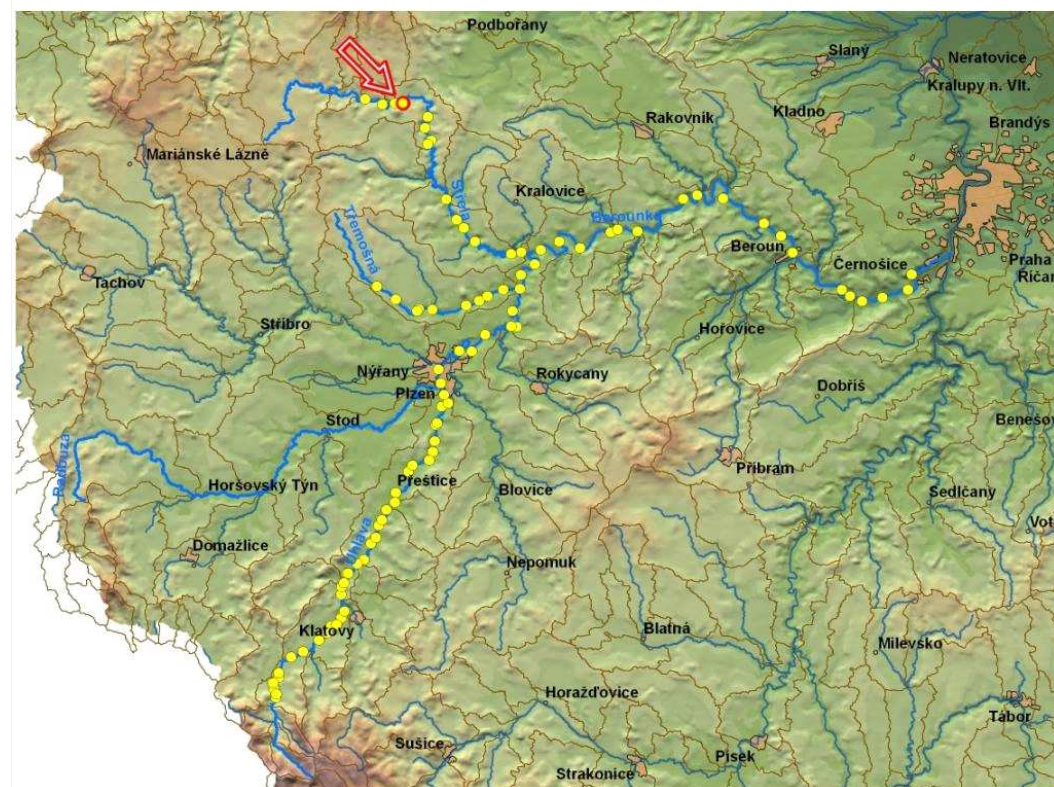 Podbořany
Slaný
Neratovice
Kralupy n. Vlt.
Kladno
Rakovník
Brandýs
Mariánské Lázně
Kralovice
Střela
Berounka
Třemošná
Beroun
Černošice
Praha
Říčan
Tachov
Stříbro
Hořovice
Nýřany
Rokycany
Plzeň
Dobříš
Stod
Benešov
Radbuza
Příbram
Horšovský Týn
Přeštice
Blovice
Sedlčany
Vot
Úhlava
Domažlice
Nepomuk
Klatovy
Blatná
Milevsko
Horažďovice
Tábor
Sušice
Písek
Strakonice